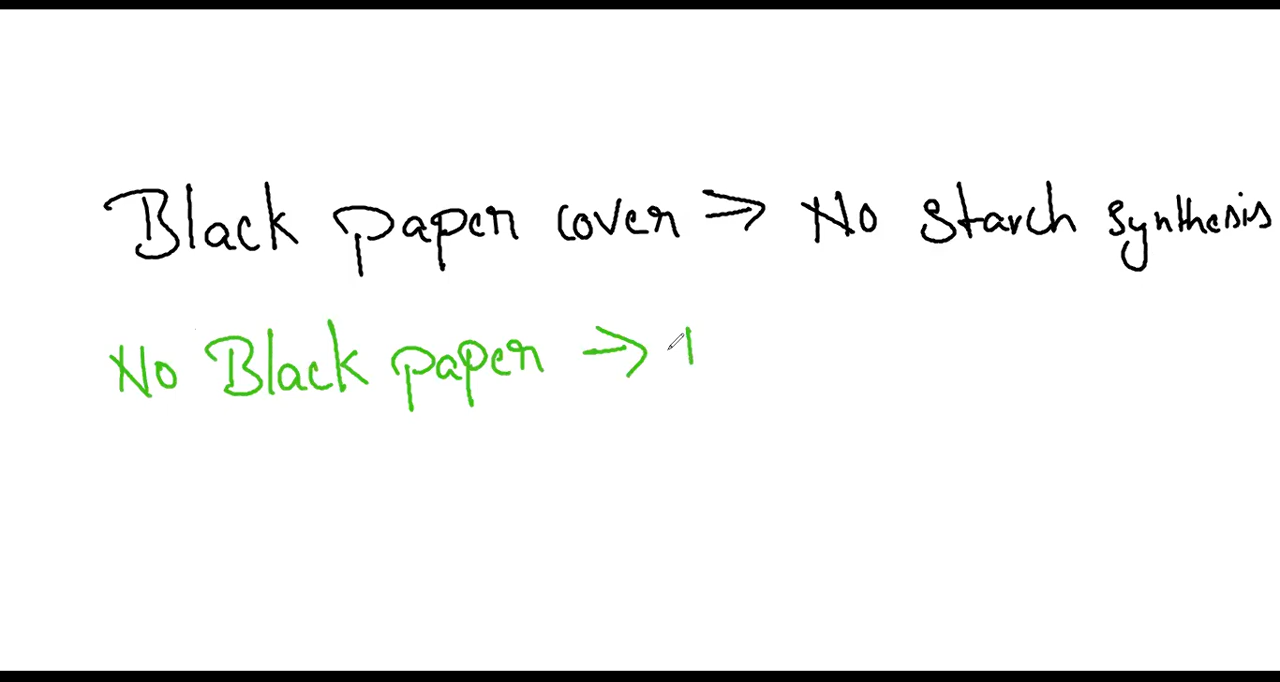 Black paper cover → No starch synthesis
No Black paper →